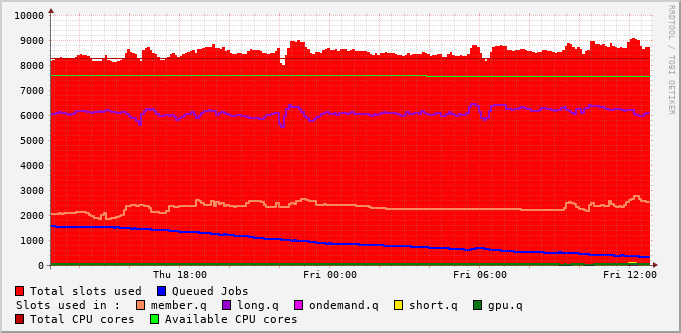 10000
9000
8000
7000
6000
5000
4000
3000
2000
1000
0
Thu 18:00 Fri 00:00 Fri 06:00 Fri 12:00
RRDTOOL / TOBI OETIKER
Total slots used Queued Jobs
Slots used in : member.q long.q ondemand.q short.q gpu.q
Total CPU cores Available CPU cores